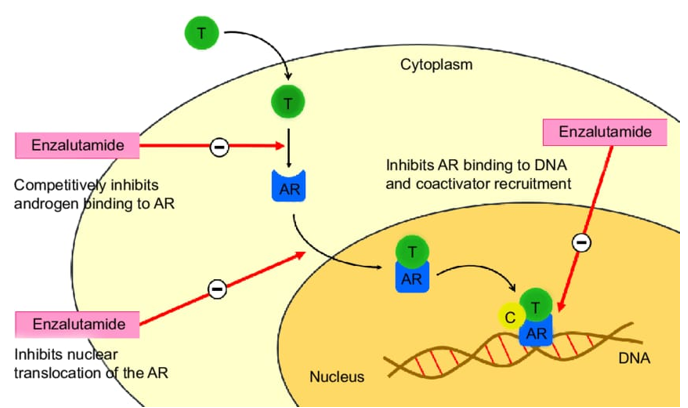 T
Cytoplasm
T
Enzalutamide
Enzalutamide
Competitively inhibits
androgen binding to AR
AR
Inhibits AR binding to DNA
and coactivator recruitment
T
AR
Enzalutamide
Inhibits nuclear
translocation of the AR
C
T
AR
DNA
Nucleus